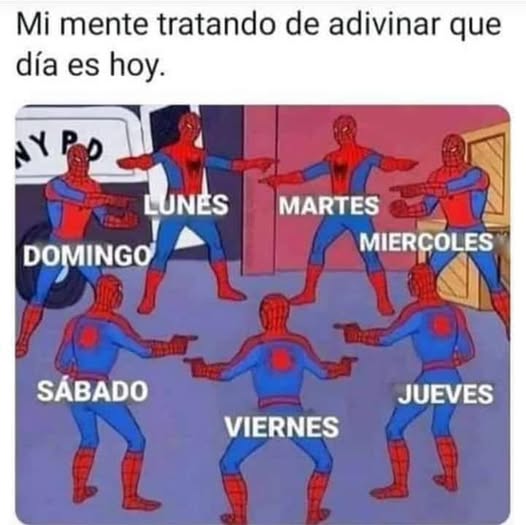 Mi mente tratando de adivinar que
día es hoy.
NYPD
LUNES
MARTES
DOMINGO
MIERCOLES
SÁBADO
JUEVES
VIERNES